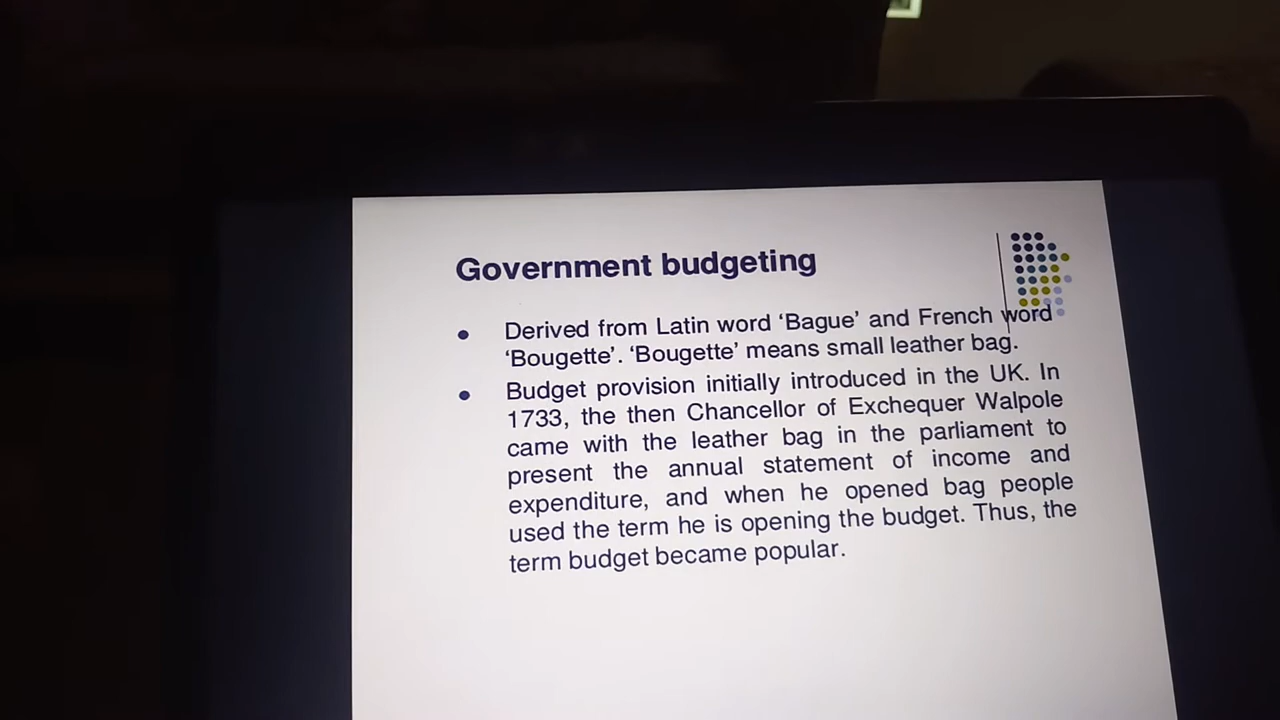 Government budgeting
Derived from Latin word ‘Bague’ and French word
‘Bougette’. ‘Bougette’ means small leather bag.
Budget provision initially introduced in the UK. In
1733, the then Chancellor of Exchequer Walpole
came with the leather bag in the parliament to
present the annual statement of income and
expenditure, and when he opened bag people
used the term he is opening the budget. Thus, the
term budget became popular.